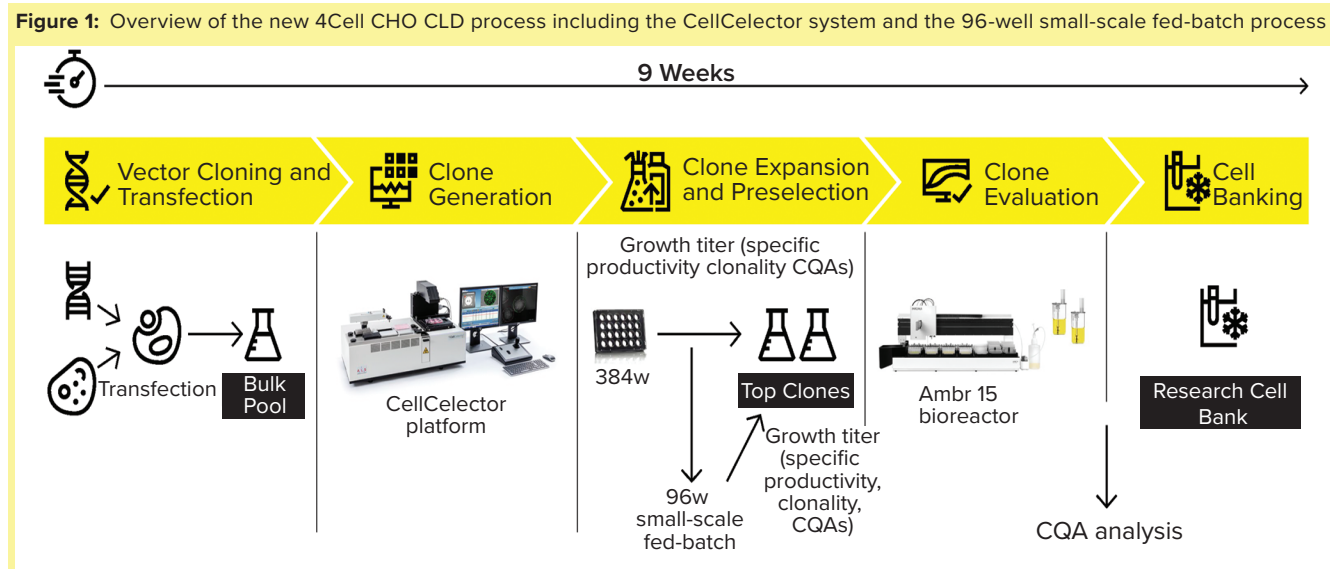 Figure 1: Overview of the new 4Cell CHO CLD process including the CellCelector system and the 96-well small-scale fed-batch process
9 Weeks
Vector Cloning and
Transfection
Clone
Generation
Clone Expansion
and Preselection
Clone
Evaluation
Cell
Banking
Transfection
Bulk
Pool
CellCelector
platform
Growth titer (specific
productivity clonality CQAs)
384w
Top Clones
96w
small-scale
fed-batch
Growth titer
(specific
productivity,
clonality,
CQAs)
Ambr 15
bioreactor
CQA analysis
Research Cell
Bank